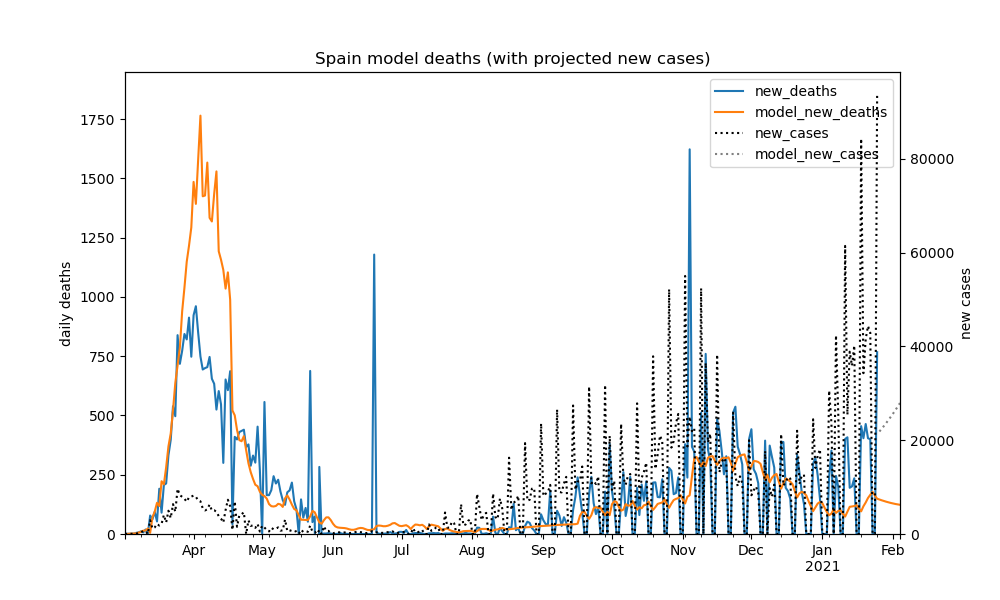 Spain model deaths (with projected new cases)
new_deaths
model_new_deaths
new_cases
model_new_cases
daily deaths
1750
1500
1250
1000
750
500
250
0
new cases
80000
60000
40000
20000
0
Apr May Jun Jul Aug Sep Oct Nov Dec Jan Feb
2021